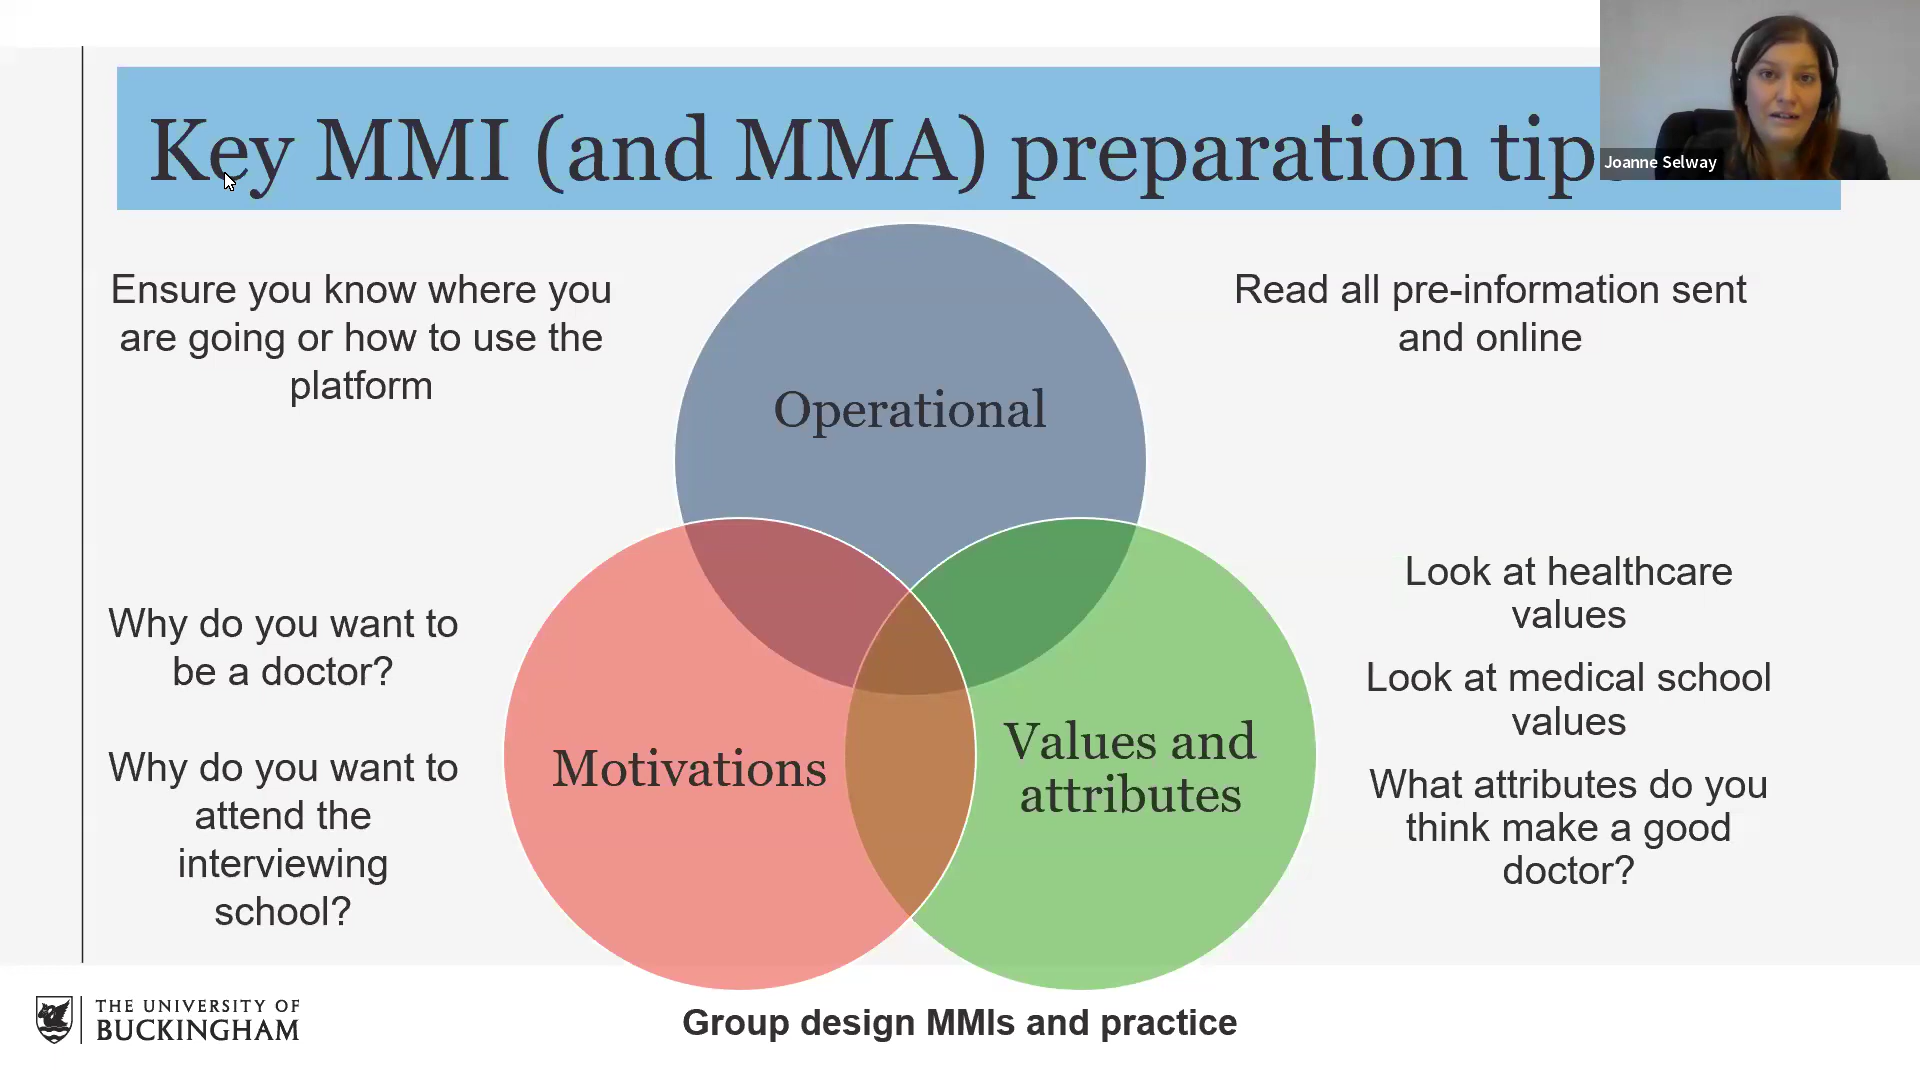 Key MMI (and MMA) preparation tip
Joanne Selway
Ensure you know where you
are going or how to use the
platform
Read all pre-information sent
and online
Operational
Why do you want to
be a doctor?
Why do you want to
attend the
interviewing
school?
Motivations
Values and
attributes
Look at healthcare
values
Look at medical school
values
What attributes do you
think make a good
doctor?
THE UNIVERSITY OF
BUCKINGHAM
Group design MMIs and practice